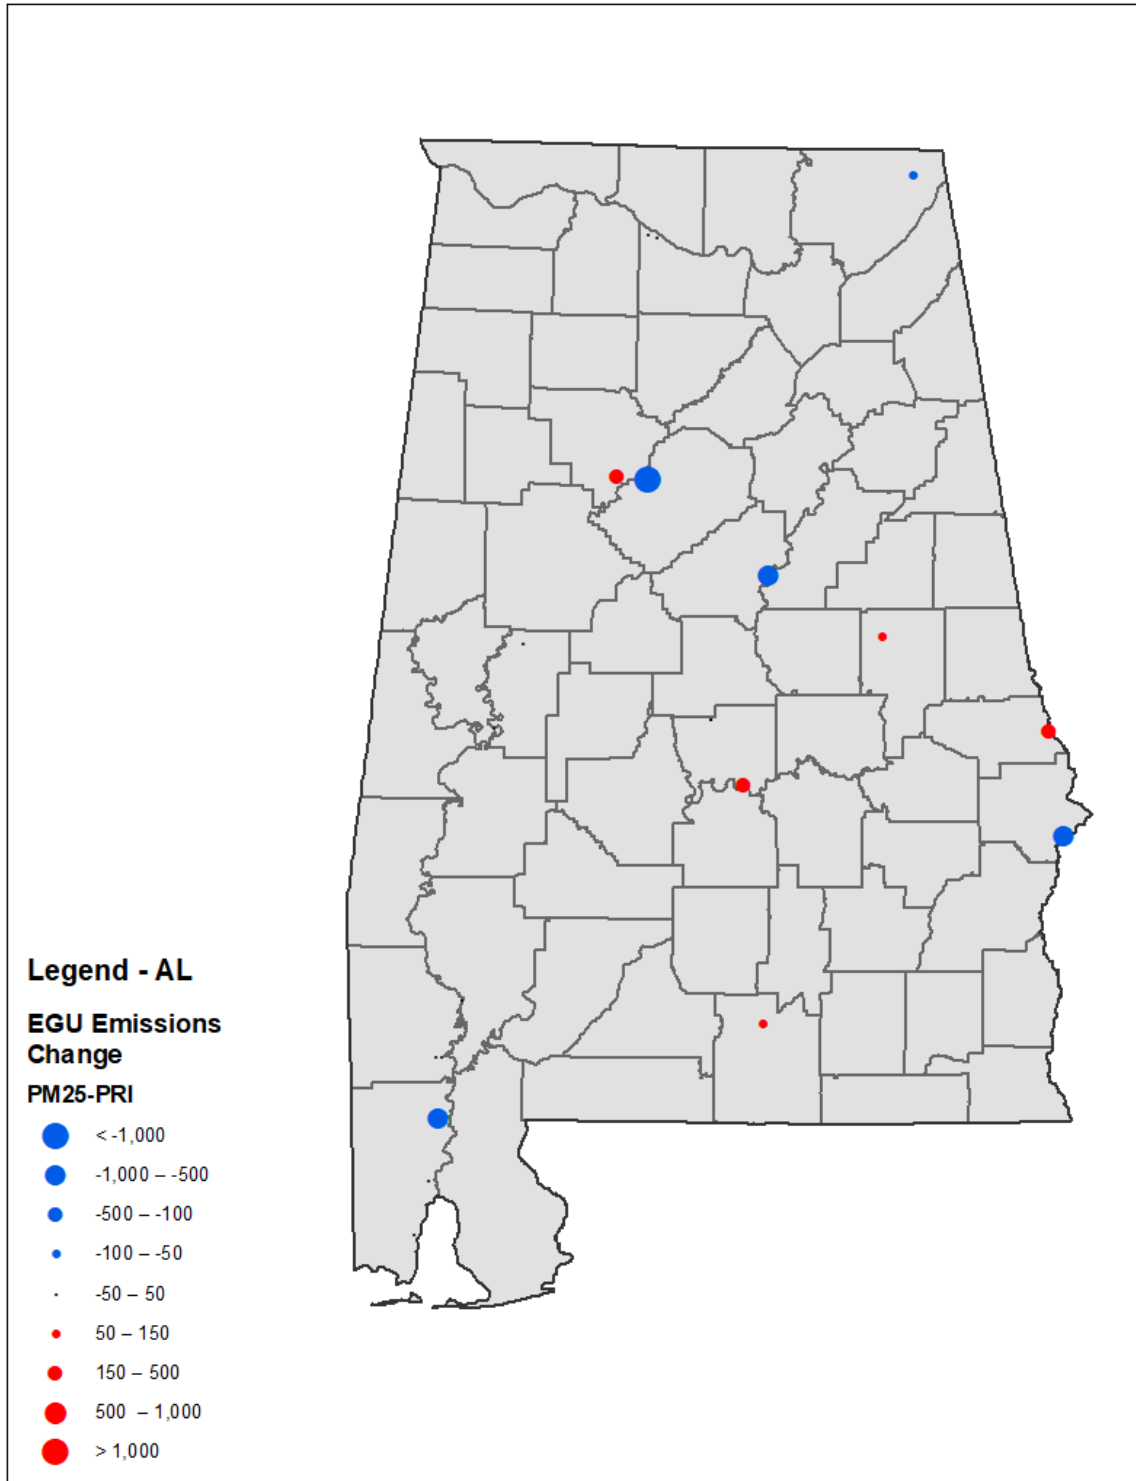 Legend - AL
EGU Emissions
Change
PM25-PRI
< -1,000
-1,000 – -500
-500 – -100
-100 – -50
-50 – 50
50 – 150
150 – 500
500 – 1,000
> 1,000